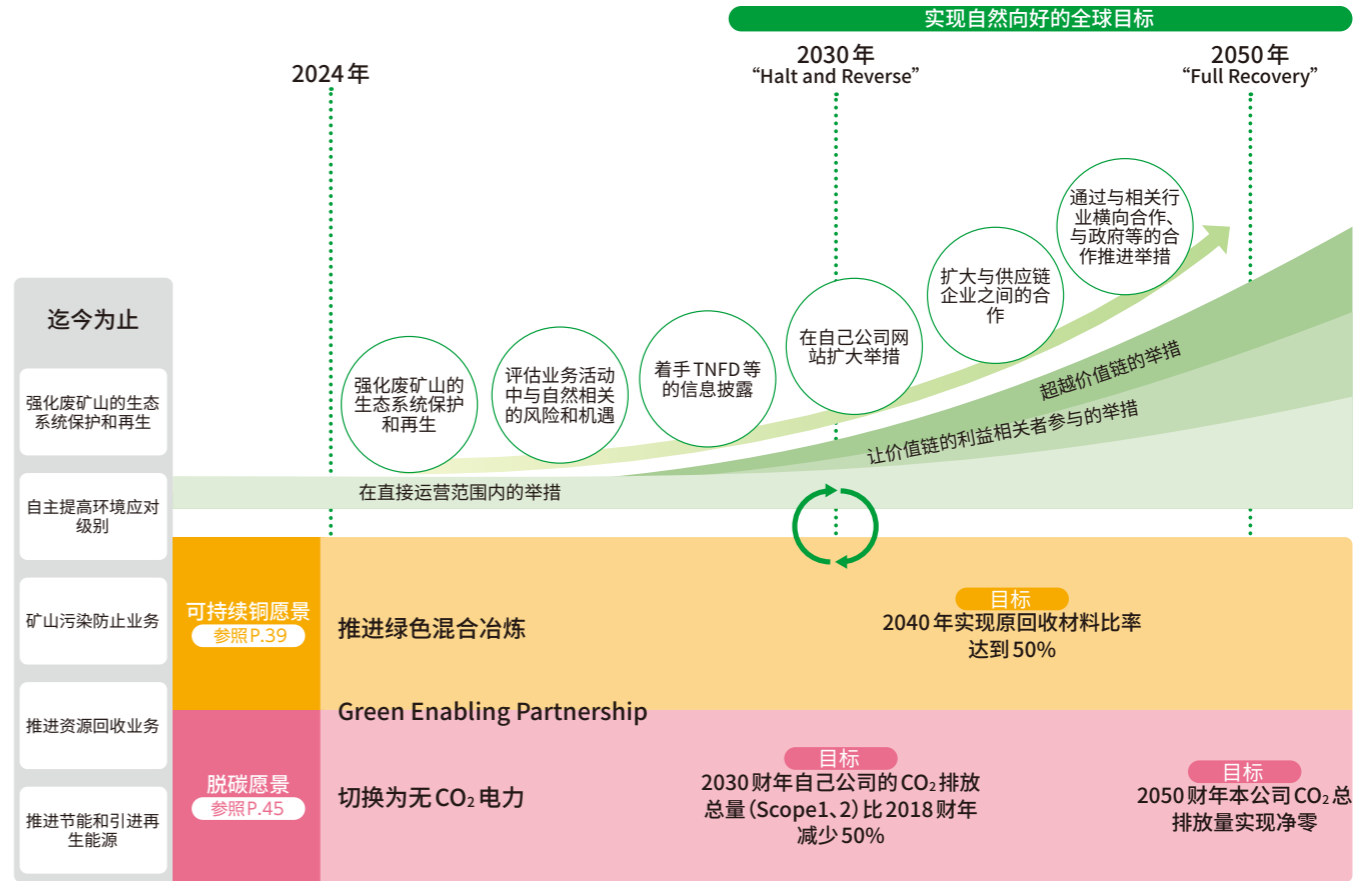 实现自然向好的全球目标
2024年
2030年
“Halt and Reverse”
2050年
“Full Recovery”
迄今为止
强化废矿山的生态
系统保护和再生
自主提高环境应对
级别
矿山污染防止业务
推进资源回收业务
推进节能和引进再
生能源
强化废矿山的
生态系统保护
和再生
评估业务活动
中与自然相关
的风险和机遇
着手TNFD等
的信息披露
在自己公司网
站扩大举措
扩大与供应链
企业之间的合
作
通过与相关行
业横向合作、
与政府等的合
作推进举措
超越价值链的举措
让价值链的利益相关者参与的举措
在直接运营范围内的举措
可持续铜愿景
参照P.39
推进绿色混合冶炼
目标
2040年实现原回收材料比率
达到50%
Green Enabling Partnership
脱碳愿景
参照P.45
切换为无CO₂电力
目标
2030财年自己公司的CO₂排放
总量(Scope1、2)比2018财年
减少50%
目标
2050财年本公司CO₂总
排放量实现净零